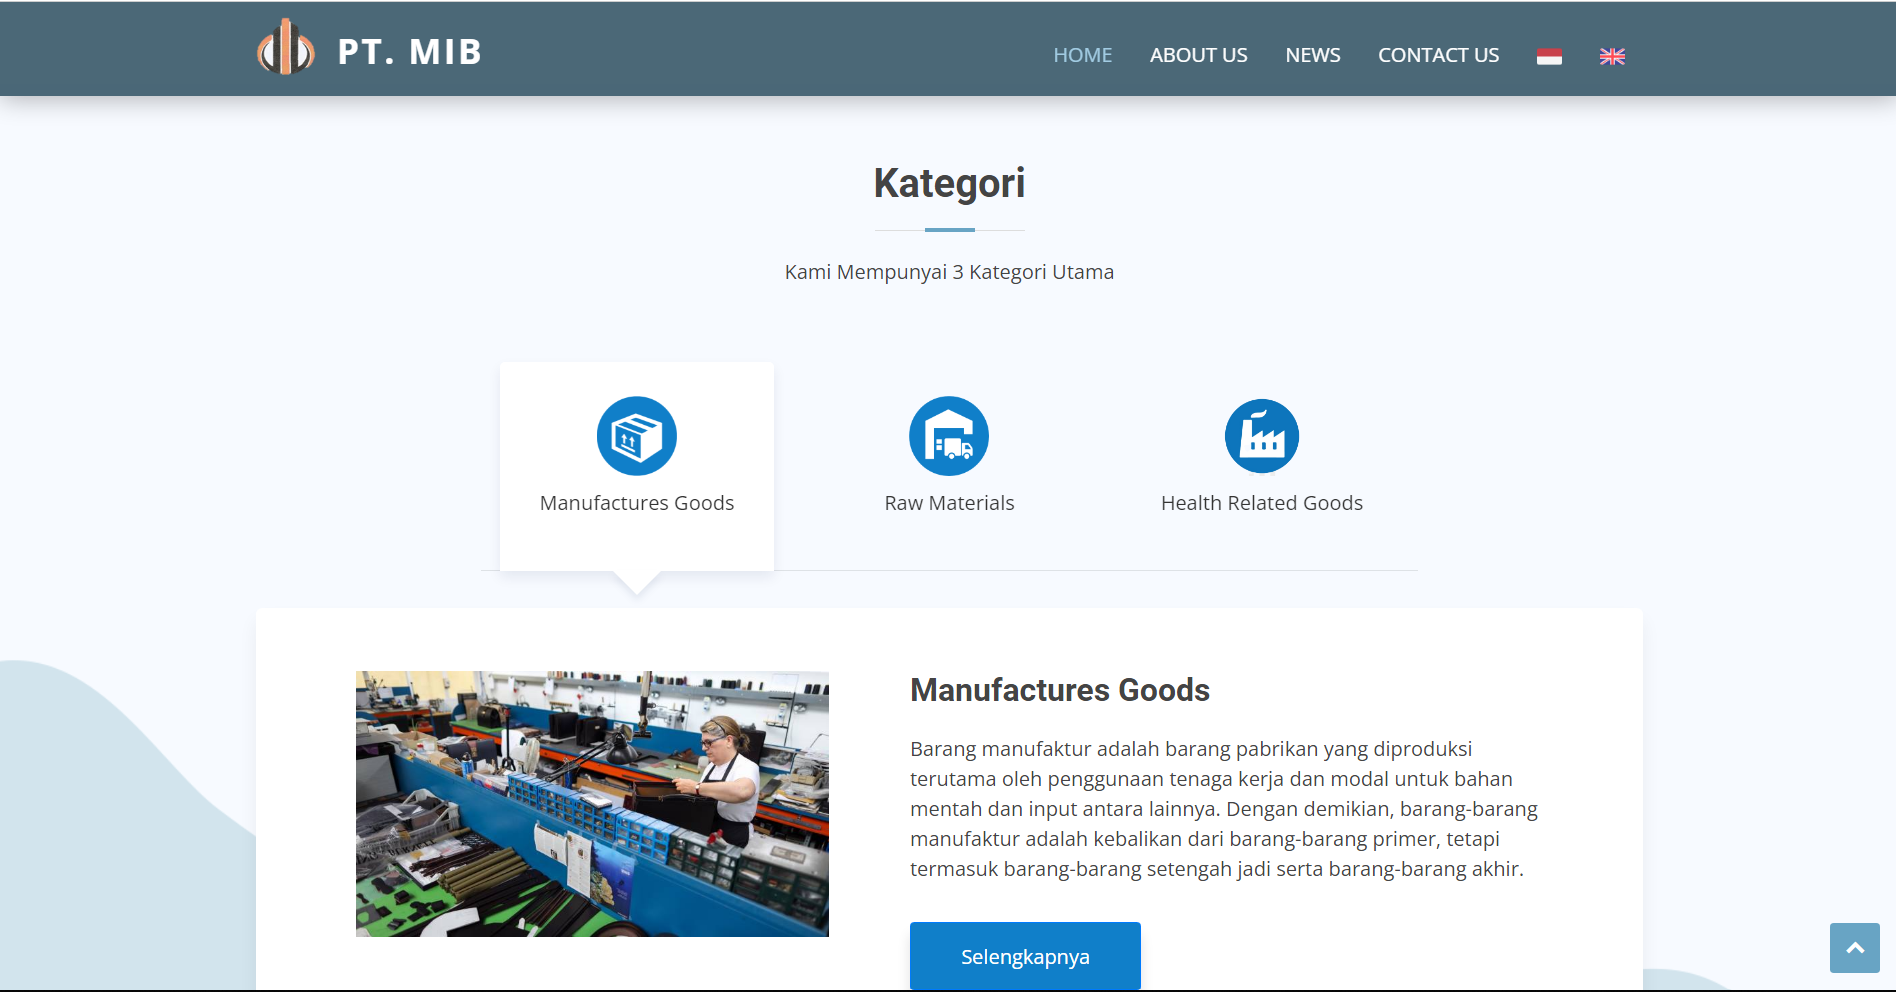 PT. MIB
HOME
ABOUT US
NEWS
CONTACT US
Kategori
Kami Mempunyai 3 Kategori Utama
Manufactures Goods
Raw Materials
Health Related Goods
Manufactures Goods
Barang manufaktur adalah barang pabrikan yang diproduksi
terutama oleh penggunaan tenaga kerja dan modal untuk bahan
mentah dan input antara lainnya. Dengan demikian, barang-barang
manufaktur adalah kebalikan dari barang-barang primer, tetapi
termasuk barang-barang setengah jadi serta barang-barang akhir.
Selengkapnya